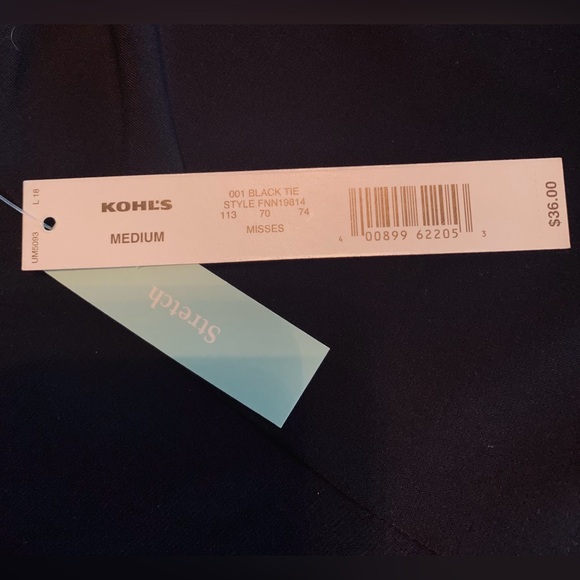 L 18
UM5093
KOHL'S
MEDIUM
001 BLACK TIE
STYLE FNN19814
113 70 74
MISSES
4 00899 62205 3
$36.00
Stretch